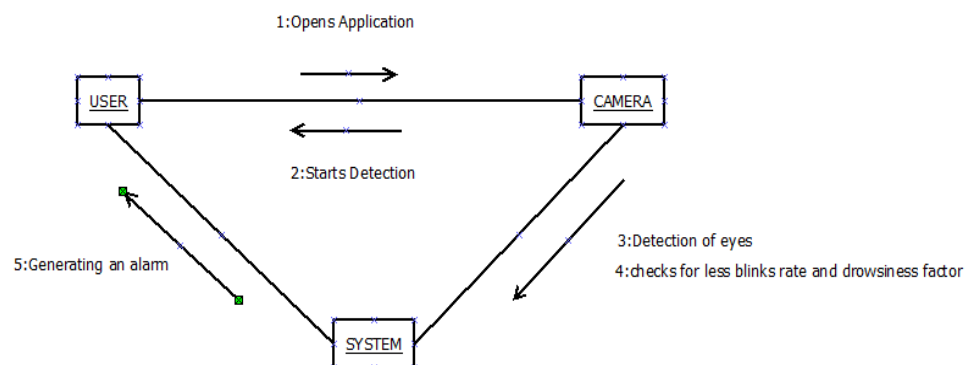 1:Opens Application
USER
CAMERA
2:Starts Detection
3:Detection of eyes
5:Generating an alarm
4:checks for less blinks rate and drowsiness factor
SYSTEM